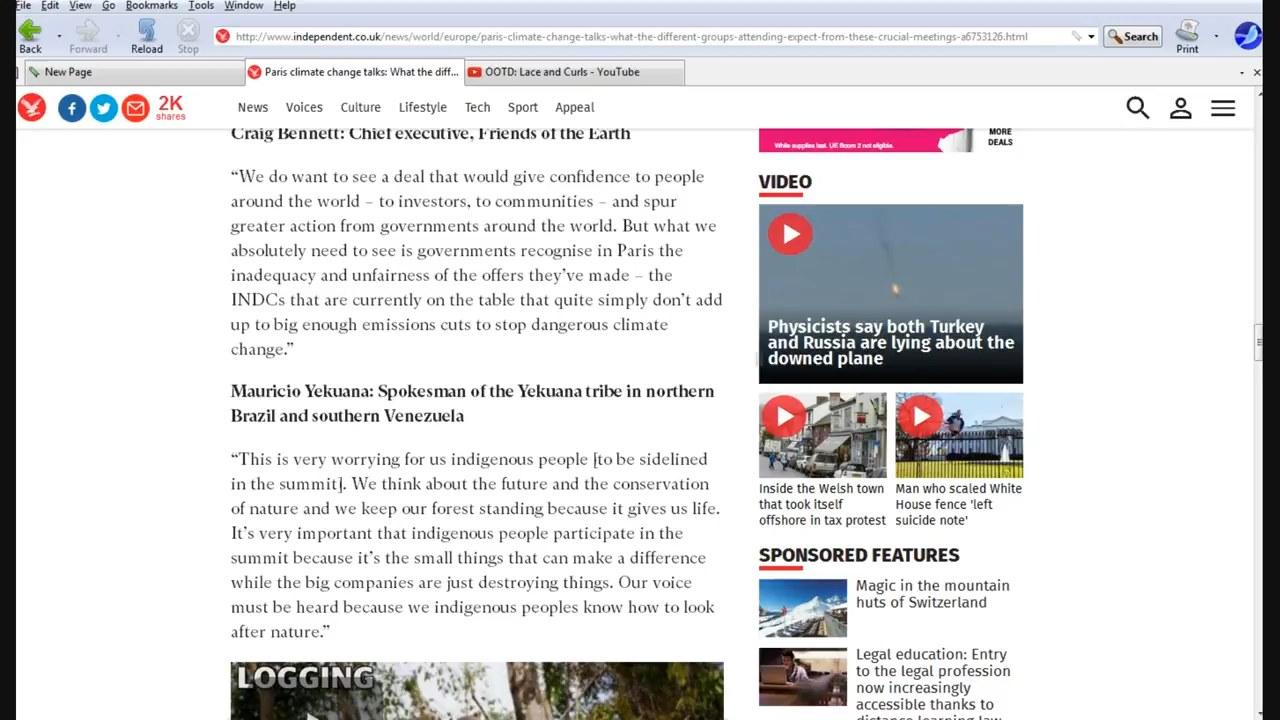 File Edit View Go Bookmarks Tools Window Help
Back Forward Reload Stop
http://www.independent.co.uk/news/world/europe/paris-climate-change-talks-what-the-different-groups-attending-expect-from-these-crucial-meetings-a6753126.html
Search
Print
New Page
Paris climate change talks: What the diff...
OOTD: Lace and Curls - YouTube
2K
shares
News Voices Culture Lifestyle Tech Sport Appeal
Craig Bennett: Chief executive, Friends of the Earth
“We do want to see a deal that would give confidence to people
around the world – to investors, to communities – and spur
greater action from governments around the world. But what we
absolutely need to see is governments recognise in Paris the
inadequacy and unfairness of the offers they’ve made – the
INDCs that are currently on the table that quite simply don’t add
up to big enough emissions cuts to stop dangerous climate
change.”
Mauricio Yekuana: Spokesman of the Yekuana tribe in northern
Brazil and southern Venezuela
“This is very worrying for us indigenous people [to be sidelined
in the summit]. We think about the future and the conservation
of nature and we keep our forest standing because it gives us life.
It’s very important that indigenous people participate in the
summit because it’s the small things that can make a difference
while the big companies are just destroying things. Our voice
must be heard because we indigenous peoples know how to look
after nature.”
LOGGING
While supplies last. UE Boom 2 not eligible.
MORE
DEALS
VIDEO
Physicists say both Turkey
and Russia are lying about the
downed plane
Inside the Welsh town
that took itself
offshore in tax protest
Man who scaled White
House fence 'left
suicide note'
SPONSORED FEATURES
Magic in the mountain
huts of Switzerland
Legal education: Entry
to the legal profession
now increasingly
accessible thanks to
distance learning law